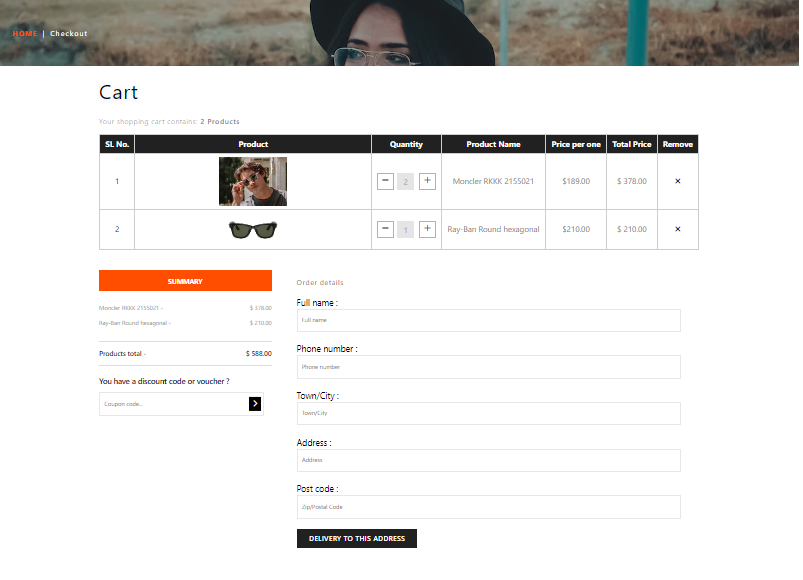 HOME | Checkout
Cart
Your shopping cart contains: 2 Products
SL No. Product Quantity Product Name Price per one Total Price Remove
1 − 2 + Moncler RKKK 2155021 $189.00 $ 378.00 ×
2 − 1 + Ray-Ban Round hexagonal $210.00 $ 210.00 ×
SUMMARY
Moncler RKKK 2155021 - $ 378.00
Ray-Ban Round hexagonal - $ 210.00
Products total - $ 588.00
You have a discount code or voucher ?
Coupon code..
Order details
Full name :
Full name
Phone number :
Phone number
Town/City :
Town/City
Address :
Address
Post code :
Zip/Postal Code
DELIVERY TO THIS ADDRESS